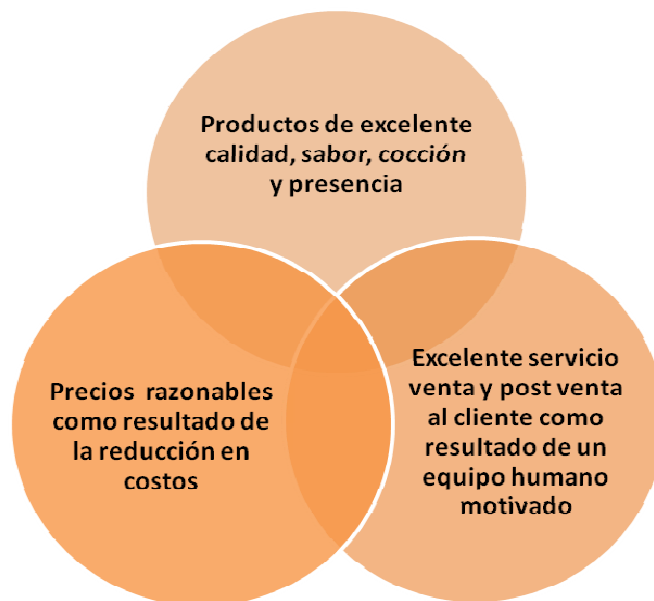 Productos de excelente
calidad, sabor, cocción
y presencia
Precios razonables
como resultado de
la reducción en
costos
Excelente servicio
venta y post venta
al cliente como
resultado de un
equipo humano
motivado